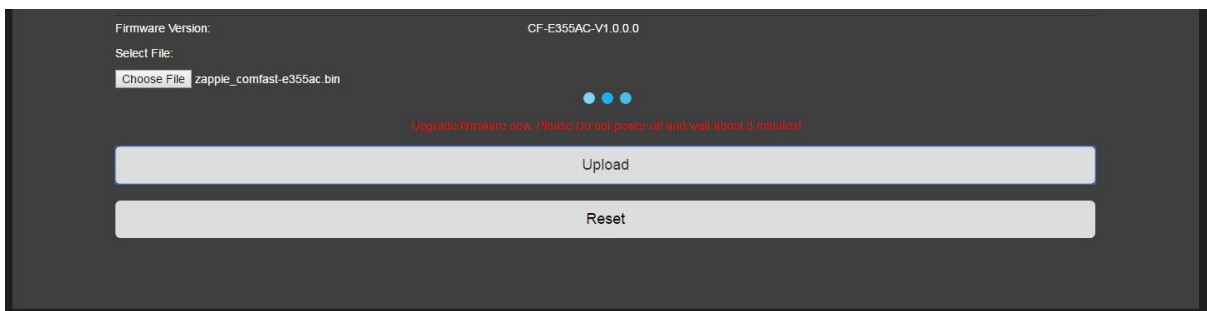 Firmware Version: CF-E355AC-V1.0.0.0
Select File:
Choose File zappie_comfast-e355ac.bin
Upgrade firmware now, Please Do not power off and wait about 3 minutes!
Upload
Reset